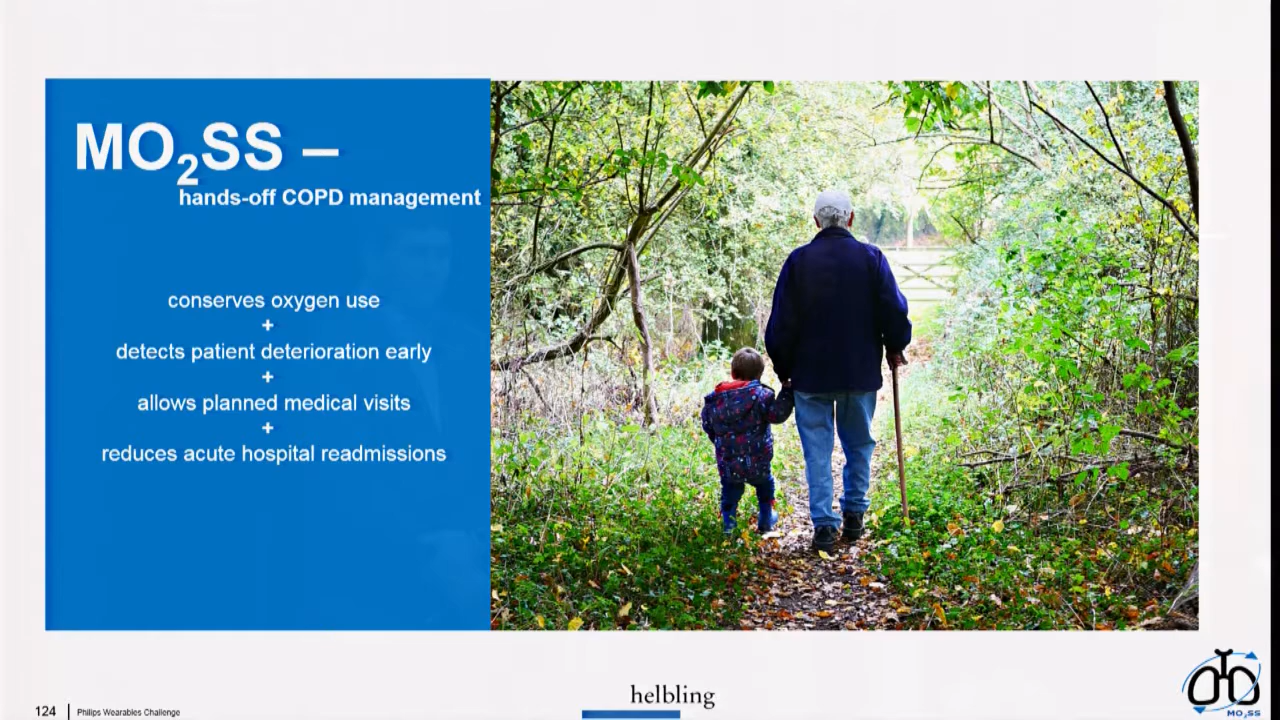 MO₂SS –
hands-off COPD management
conserves oxygen use
+
detects patient deterioration early
+
allows planned medical visits
+
reduces acute hospital readmissions
helbling
124 | Philips Wearables Challenge
MO₂SS